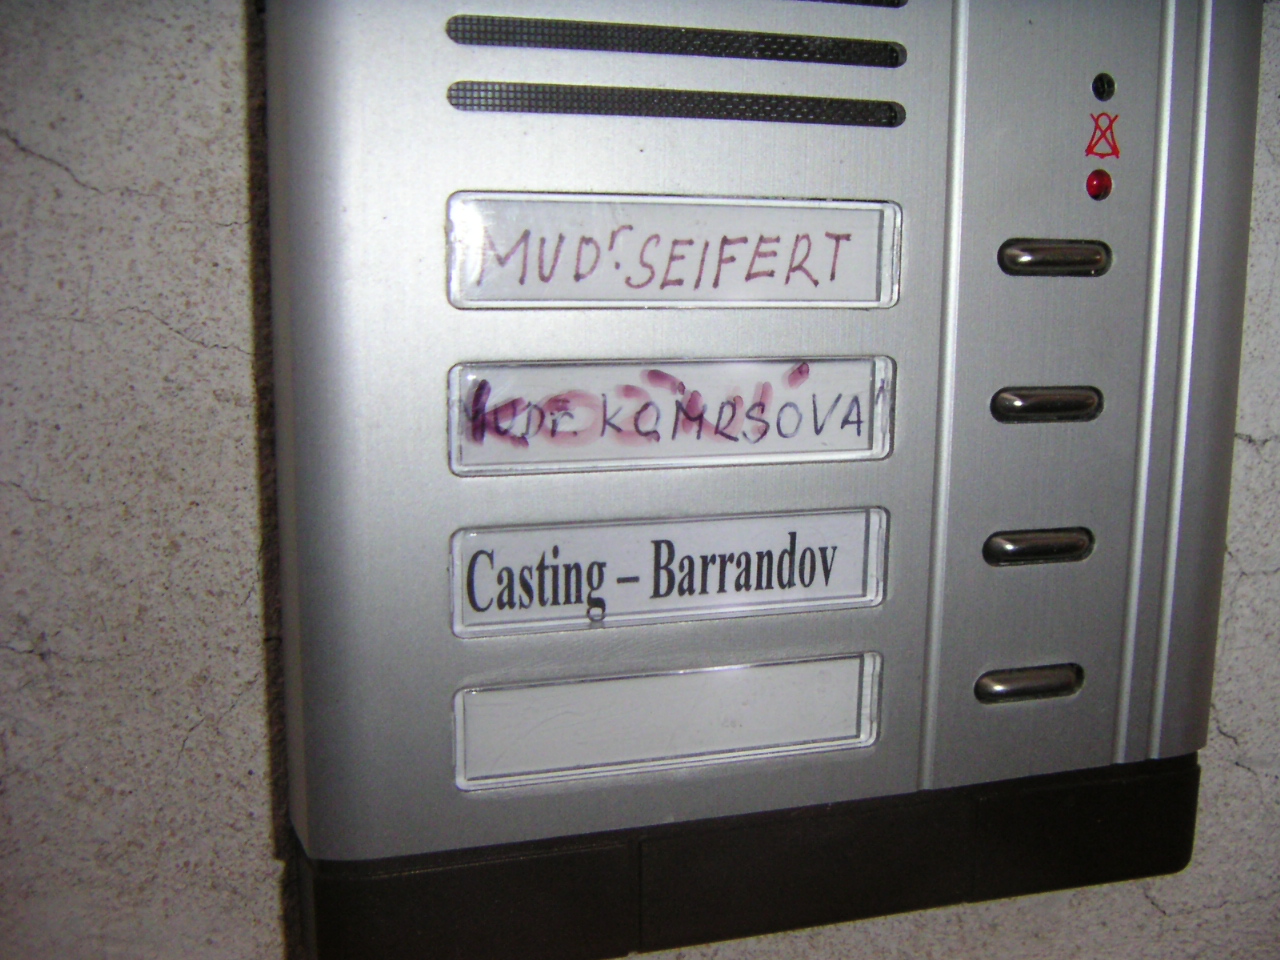 MUDr. SEIFERT
MUDr. KOMRSOVÁ
Casting – Barrandov